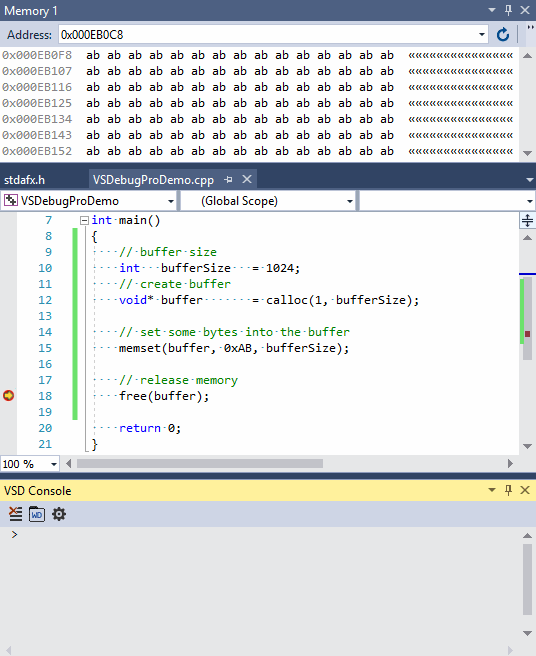 Memory 1
Address: 0x000EB0C8
0x000EB0F8 ab ab ab ab ab ab ab ab ab ab ab ab ab ab ab «««««««««««««««
0x000EB107 ab ab ab ab ab ab ab ab ab ab ab ab ab ab ab «««««««««««««««
0x000EB116 ab ab ab ab ab ab ab ab ab ab ab ab ab ab ab «««««««««««««««
0x000EB125 ab ab ab ab ab ab ab ab ab ab ab ab ab ab ab «««««««««««««««
0x000EB134 ab ab ab ab ab ab ab ab ab ab ab ab ab ab ab «««««««««««««««
0x000EB143 ab ab ab ab ab ab ab ab ab ab ab ab ab ab ab «««««««««««««««
0x000EB152 ab ab ab ab ab ab ab ab ab ab ab ab ab ab ab «««««««««««««««
stdafx.h VSDebugProDemo.cpp
VSDebugProDemo (Global Scope)
7 int main()
8 {
9 // buffer size
10 int bufferSize = 1024;
11 // create buffer
12 void* buffer = calloc(1, bufferSize);
13
14 // set some bytes into the buffer
15 memset(buffer, 0xAB, bufferSize);
16
17 // release memory
18 free(buffer);
19
20 return 0;
21 }
100 %
VSD Console
WD
>